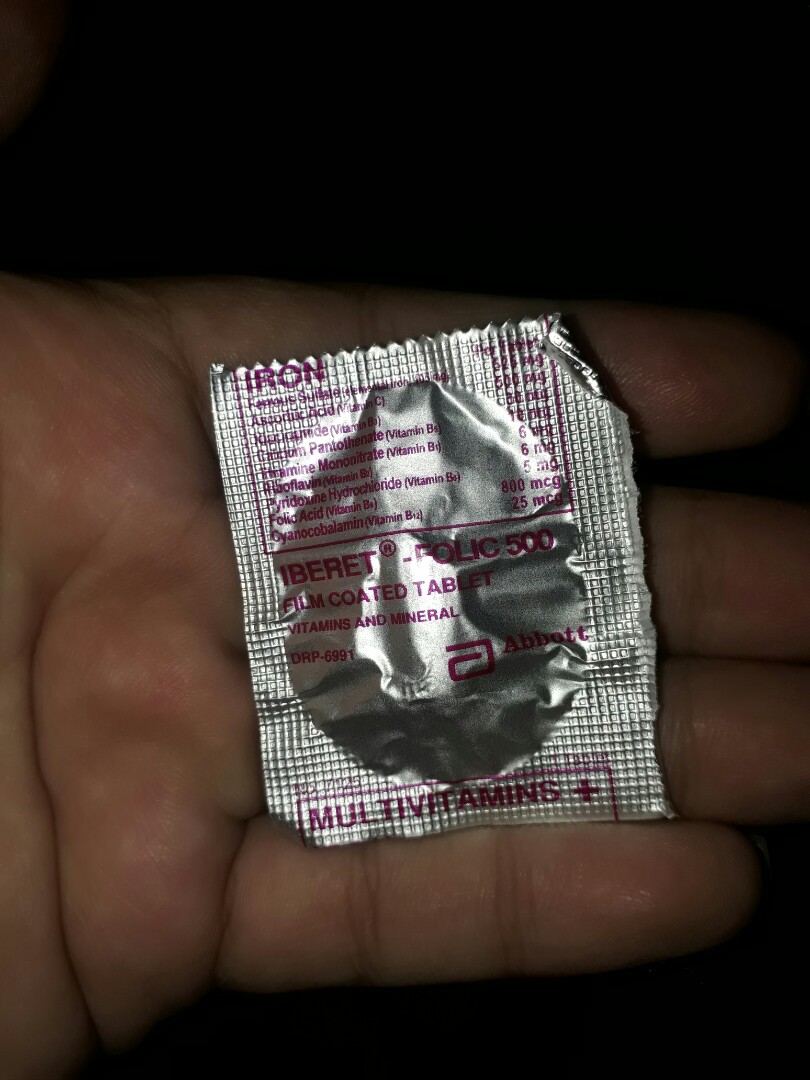 IRON
Ferrous Sulfate
Ascorbic Acid (Vitamin C) 500 mg
Calcium Pantothenate (Vitamin B₅)
Thiamine Mononitrate (Vitamin B₁) 6 mg
Riboflavin (Vitamin B₂) 6 mg
Pyridoxine Hydrochloride (Vitamin B₆) 5 mg
Folic Acid (Vitamin B₉) 800 mcg
Cyanocobalamin (Vitamin B₁₂) 25 mcg
IBERET® -FOLIC 500
FILM COATED TABLET
VITAMINS AND MINERAL
DRP-6991
Abbott
MULTIVITAMINS +